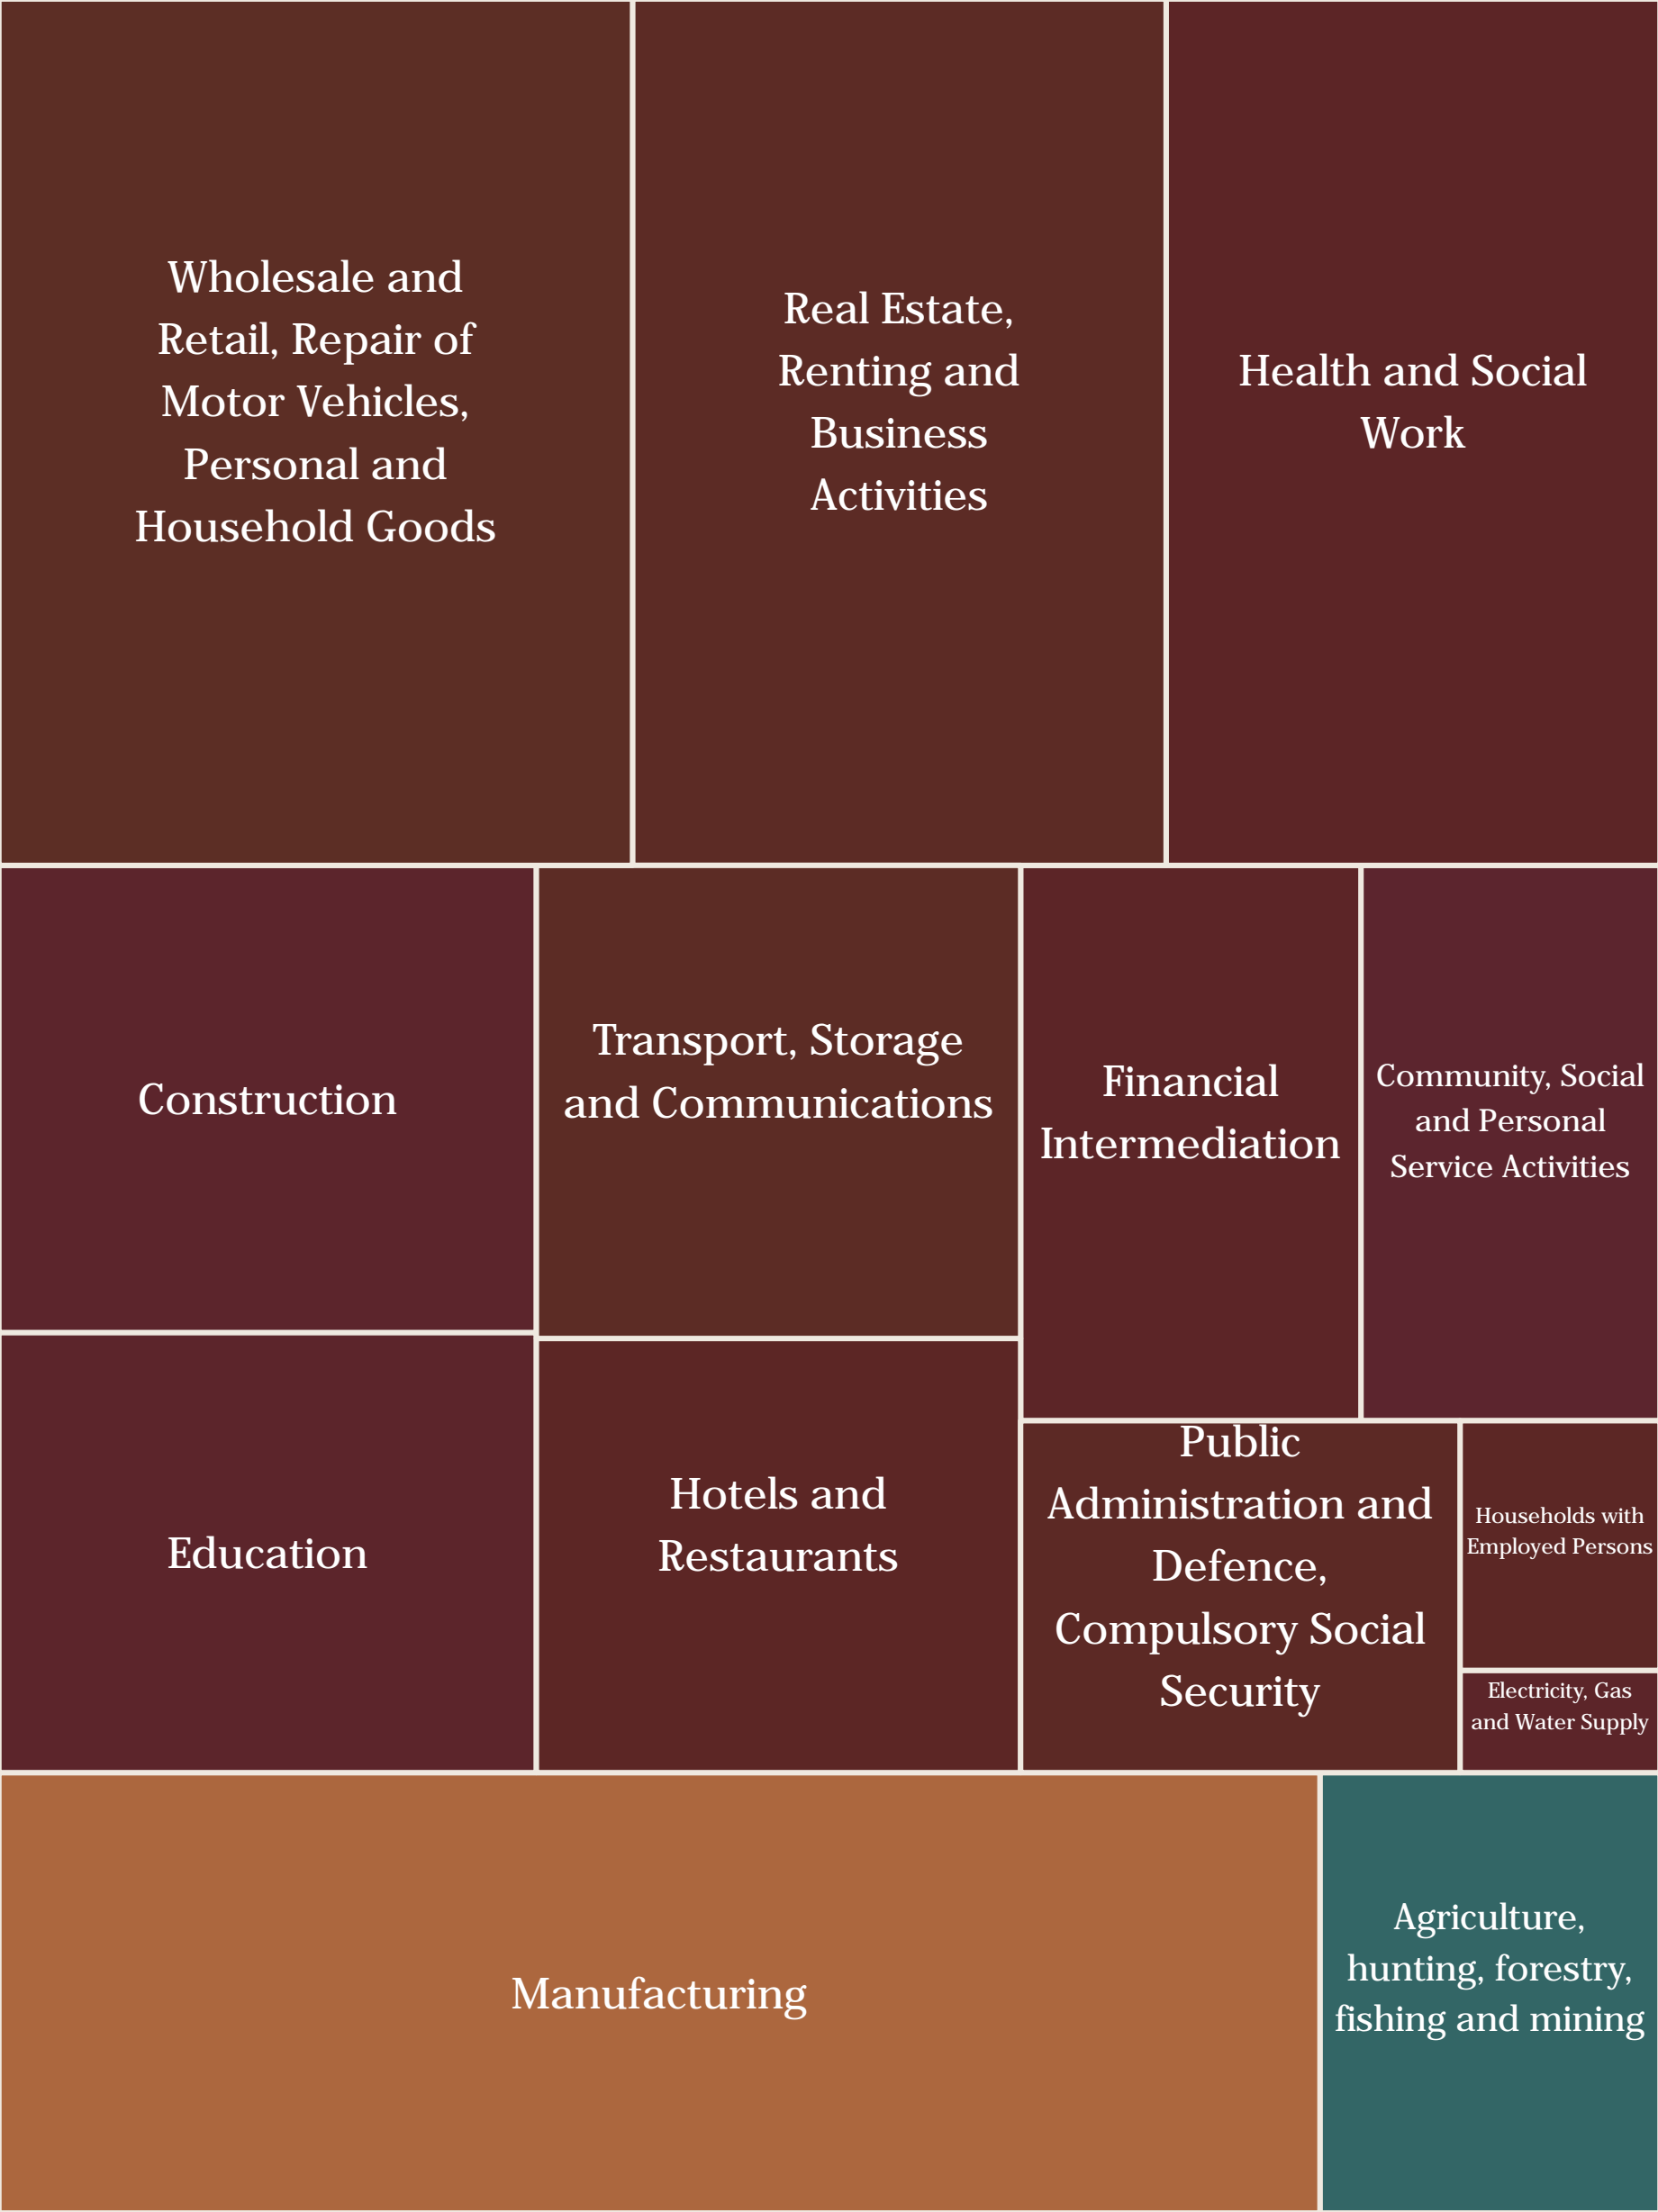 Wholesale and
Retail, Repair of
Motor Vehicles,
Personal and
Household Goods
Real Estate,
Renting and
Business
Activities
Health and Social
Work
Construction
Transport, Storage
and Communications
Financial
Intermediation
Community, Social
and Personal
Service Activities
Education
Hotels and
Restaurants
Public
Administration and
Defence,
Compulsory Social
Security
Households with
Employed Persons
Electricity, Gas
and Water Supply
Manufacturing
Agriculture,
hunting, forestry,
fishing and mining